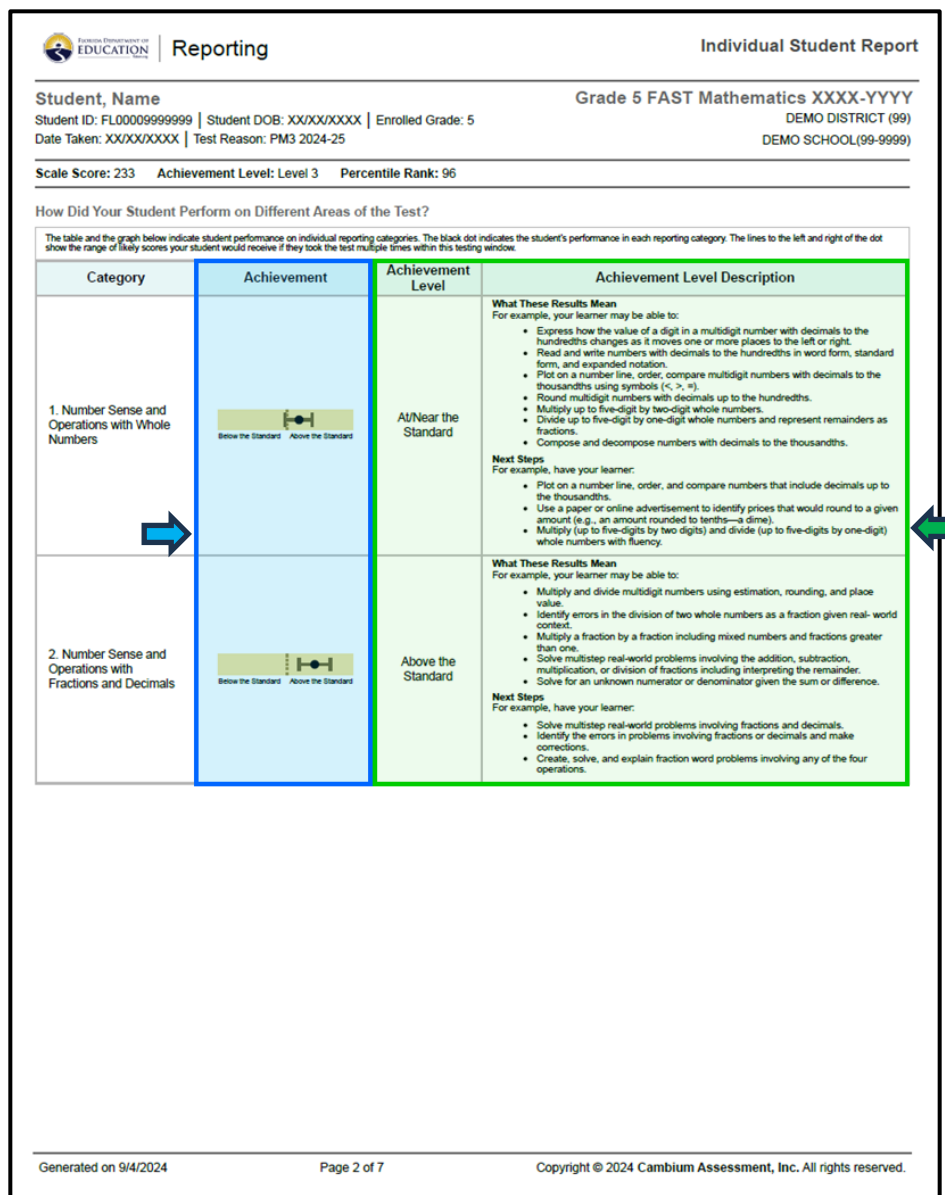 FLORIDA DEPARTMENT OF
EDUCATION
Reporting
Individual Student Report
Student, Name
Grade 5 FAST Mathematics XXXX-YYYY
Student ID: FL00009999999 | Student DOB: XX/XX/XXXX | Enrolled Grade: 5
DEMO DISTRICT (99)
Date Taken: XX/XX/XXXX | Test Reason: PM3 2024-25
DEMO SCHOOL(99-9999)
Scale Score: 233 Achievement Level: Level 3 Percentile Rank: 96
How Did Your Student Perform on Different Areas of the Test?
The table and the graph below indicate student performance on individual reporting categories. The black dot indicates the student's performance in each reporting category. The lines to the left and right of the dot
show the range of likely scores your student would receive if they took the test multiple times within this testing
window.
Category
Achievement
Achievement
Level
Achievement Level Description
1. Number Sense and
Operations with Whole
Numbers
Below the Standard Above the Standard
At/Near the
Standard
What These Results Mean
For example, your learner may be able to:
• Express how the value of a digit in a multidigit number with decimals to the
hundredths changes as it moves one or more places to the left or right.
• Read and write numbers with decimals to the hundredths in word form, standard
form, and expanded notation.
• Plot on a number line, order, compare multidigit numbers with decimals to the
thousandths using symbols (<, >, =).
• Round multidigit numbers with decimals up to the hundredths.
• Multiply up to five-digit by two-digit whole numbers.
• Divide up to five-digit by one-digit whole numbers and represent remainders as
fractions.
• Compose and decompose numbers with decimals to the thousandths.
Next Steps
For example, have your learner:
• Plot on a number line, order, and compare numbers that include decimals up to
the thousandths.
• Use a paper or online advertisement to identify prices that would round to a given
amount (e.g., an amount rounded to tenths—a dime).
• Multiply (up to five-digits by two digits) and divide (up to five-digits by one-digit)
whole numbers with fluency.
2. Number Sense and
Operations with
Fractions and Decimals
Below the Standard Above the Standard
Above the
Standard
What These Results Mean
For example, your learner may be able to:
• Multiply and divide multidigit numbers using estimation, rounding, and place
value.
• Identify errors in the division of two whole numbers as a fraction given real- world
context.
• Multiply a fraction by a fraction including mixed numbers and fractions greater
than one.
• Solve multistep real-world problems involving the addition, subtraction,
multiplication, or division of fractions including interpreting the remainder.
• Solve for an unknown numerator or denominator given the sum or difference.
Next Steps
For example, have your learner:
• Solve multistep real-world problems involving fractions and decimals.
• Identify the errors in problems involving fractions or decimals and make
corrections.
• Create, solve, and explain fraction word problems involving any of the four
operations.
Generated on 9/4/2024
Page 2 of 7
Copyright © 2024 Cambium Assessment, Inc. All rights reserved.